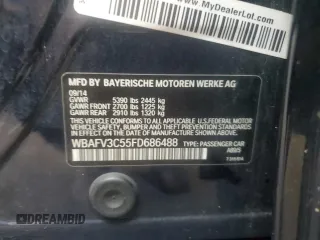 MyDealerLot.com
MFD BY BAYERISCHE MOTOREN WERKE AG
09/14
GVWR 5390 lbs 2445 kg
GAWR FRONT 2700 lbs 1225 kg
GAWR REAR 2910 lbs 1320 kg
THIS VEHICLE CONFORMS TO ALL APPLICABLE
U.S. FEDERAL MOTOR VEHICLE SAFETY,
BUMPER, AND THEFT PREVENTION STANDARDS
IN EFFECT ON THE DATE OF MANUFACTURE
SHOWN ABOVE.
WBAFV3C55FD686488 TYPE: PASSENGER CAR
DREAMBID